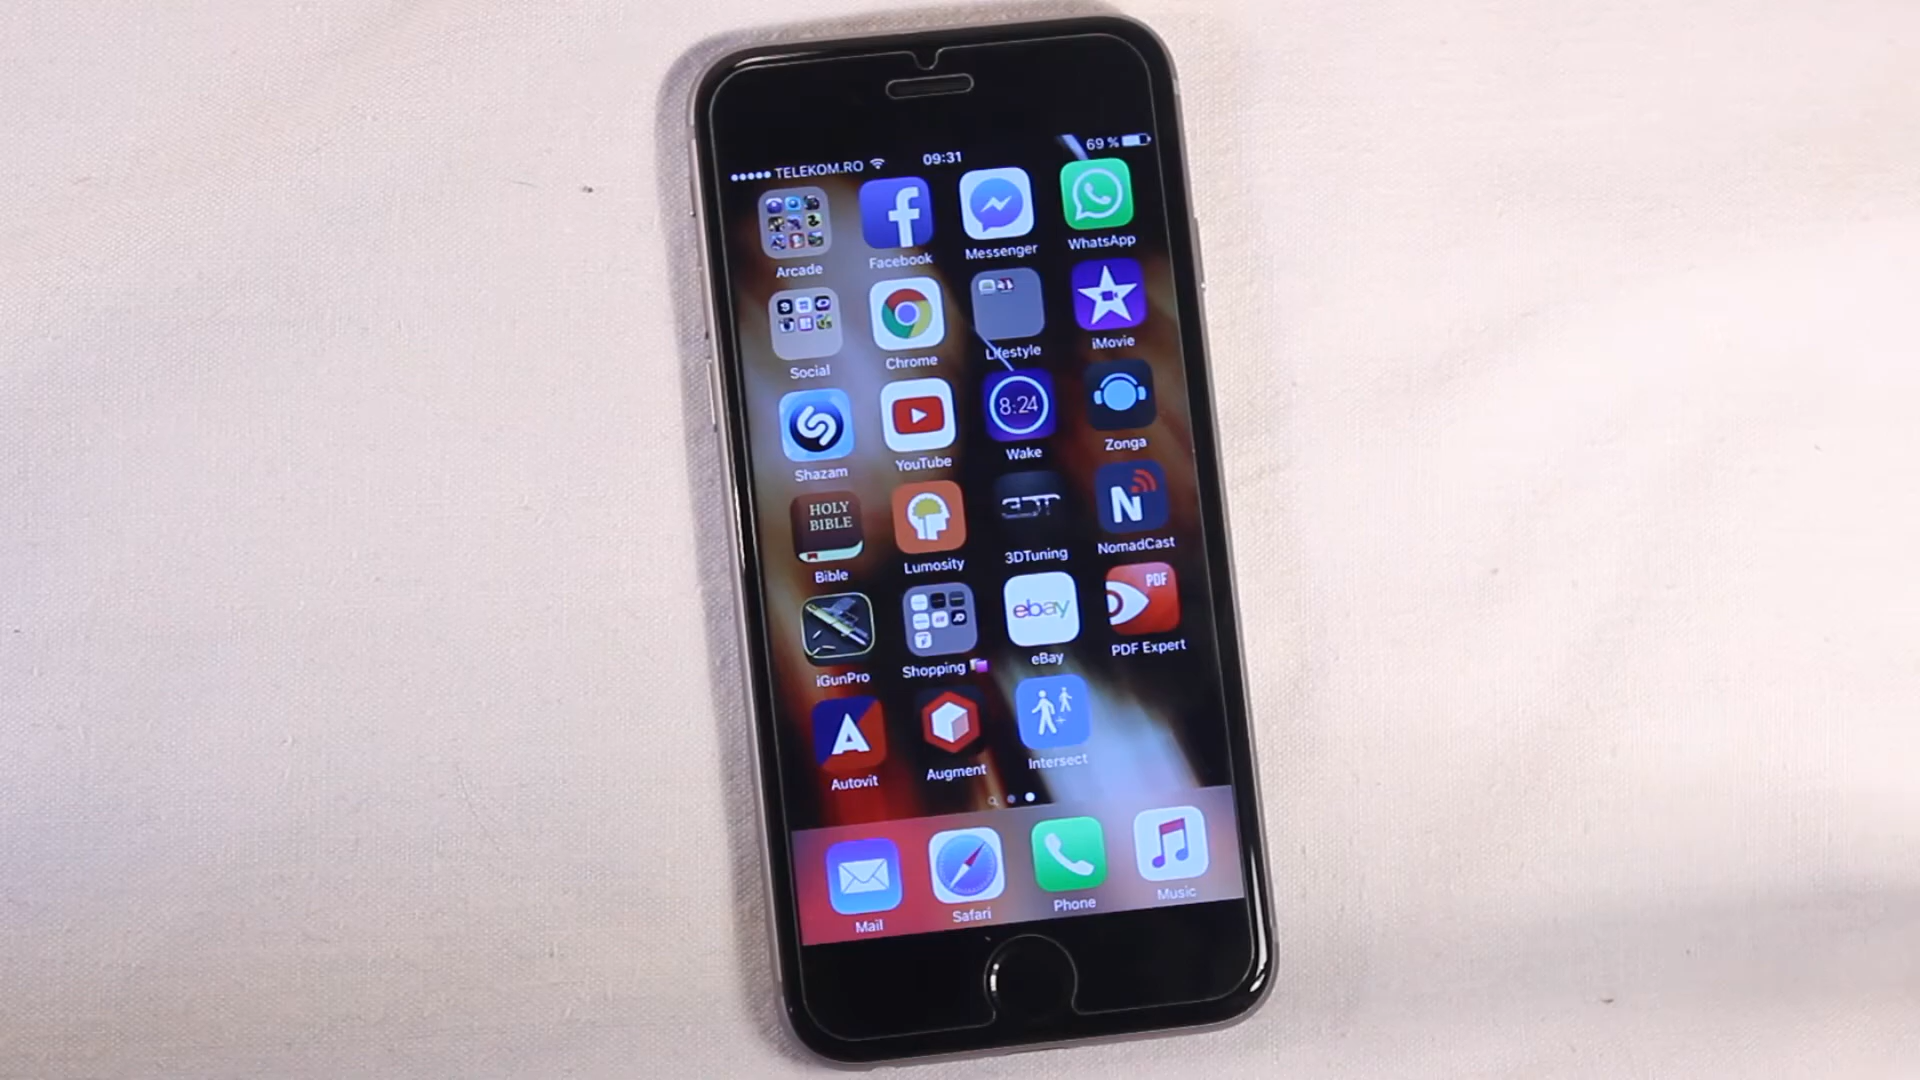 TELEKOM.RO 09:31 69 %
Arcade Facebook Messenger WhatsApp
Social Chrome Lifestyle iMovie
8:24
Shazam YouTube Wake Zonga
HOLY
BIBLE
3DT
N
Bible Lumosity 3DTuning NomadCast
ebay
PDF
iGunPro Shopping eBay PDF Expert
A
Autovit Augment Intersect
Mail Safari Phone Music